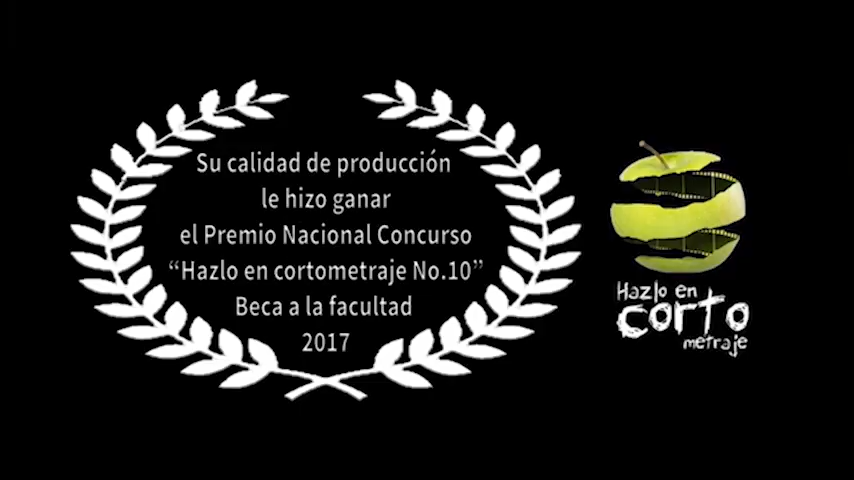 Su calidad de producción
le hizo ganar
el Premio Nacional Concurso
“Hazlo en cortometraje No.10”
Beca a la facultad
2017
Hazlo en
corto
metraje